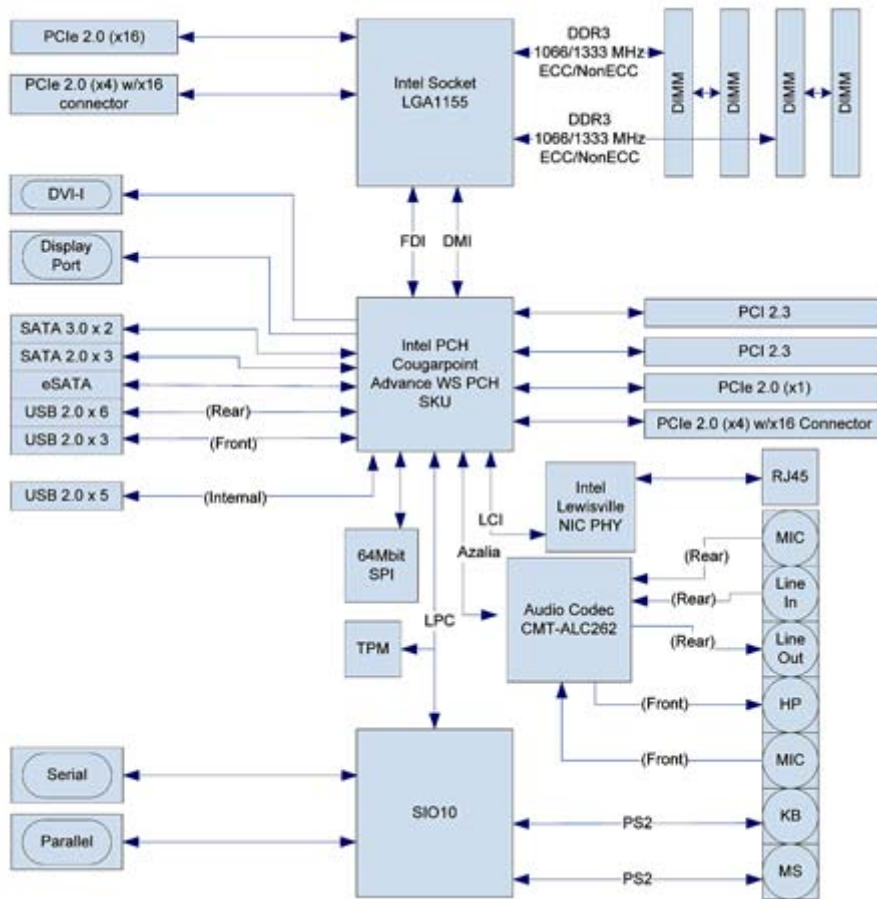 PCIe 2.0 (x16)
PCIe 2.0 (x4) w/x16
connector
Intel Socket
LGA1155
DDR3
1066/1333 MHz
ECC/NonECC
DDR3
1066/1333 MHz
ECC/NonECC
DIMM
DIMM
DIMM
DIMM
DVI-I
Display
Port
FDI
DMI
SATA 3.0 x 2
SATA 2.0 x 3
eSATA
USB 2.0 x 6
USB 2.0 x 3
(Rear)
(Front)
USB 2.0 x 5
(Internal)
Intel PCH
Cougarpoint
Advance WS PCH
SKU
PCI 2.3
PCI 2.3
PCIe 2.0 (x1)
PCIe 2.0 (x4) w/x16 Connector
64Mbit
SPI
LPC
Azalia
LCI
Intel
Lewisville
NIC PHY
RJ45
TPM
Audio Codec
CMT-ALC262
(Rear)
(Rear)
(Rear)
(Front)
(Front)
MIC
Line
In
Line
Out
HP
MIC
Serial
Parallel
SIO10
PS2
PS2
KB
MS